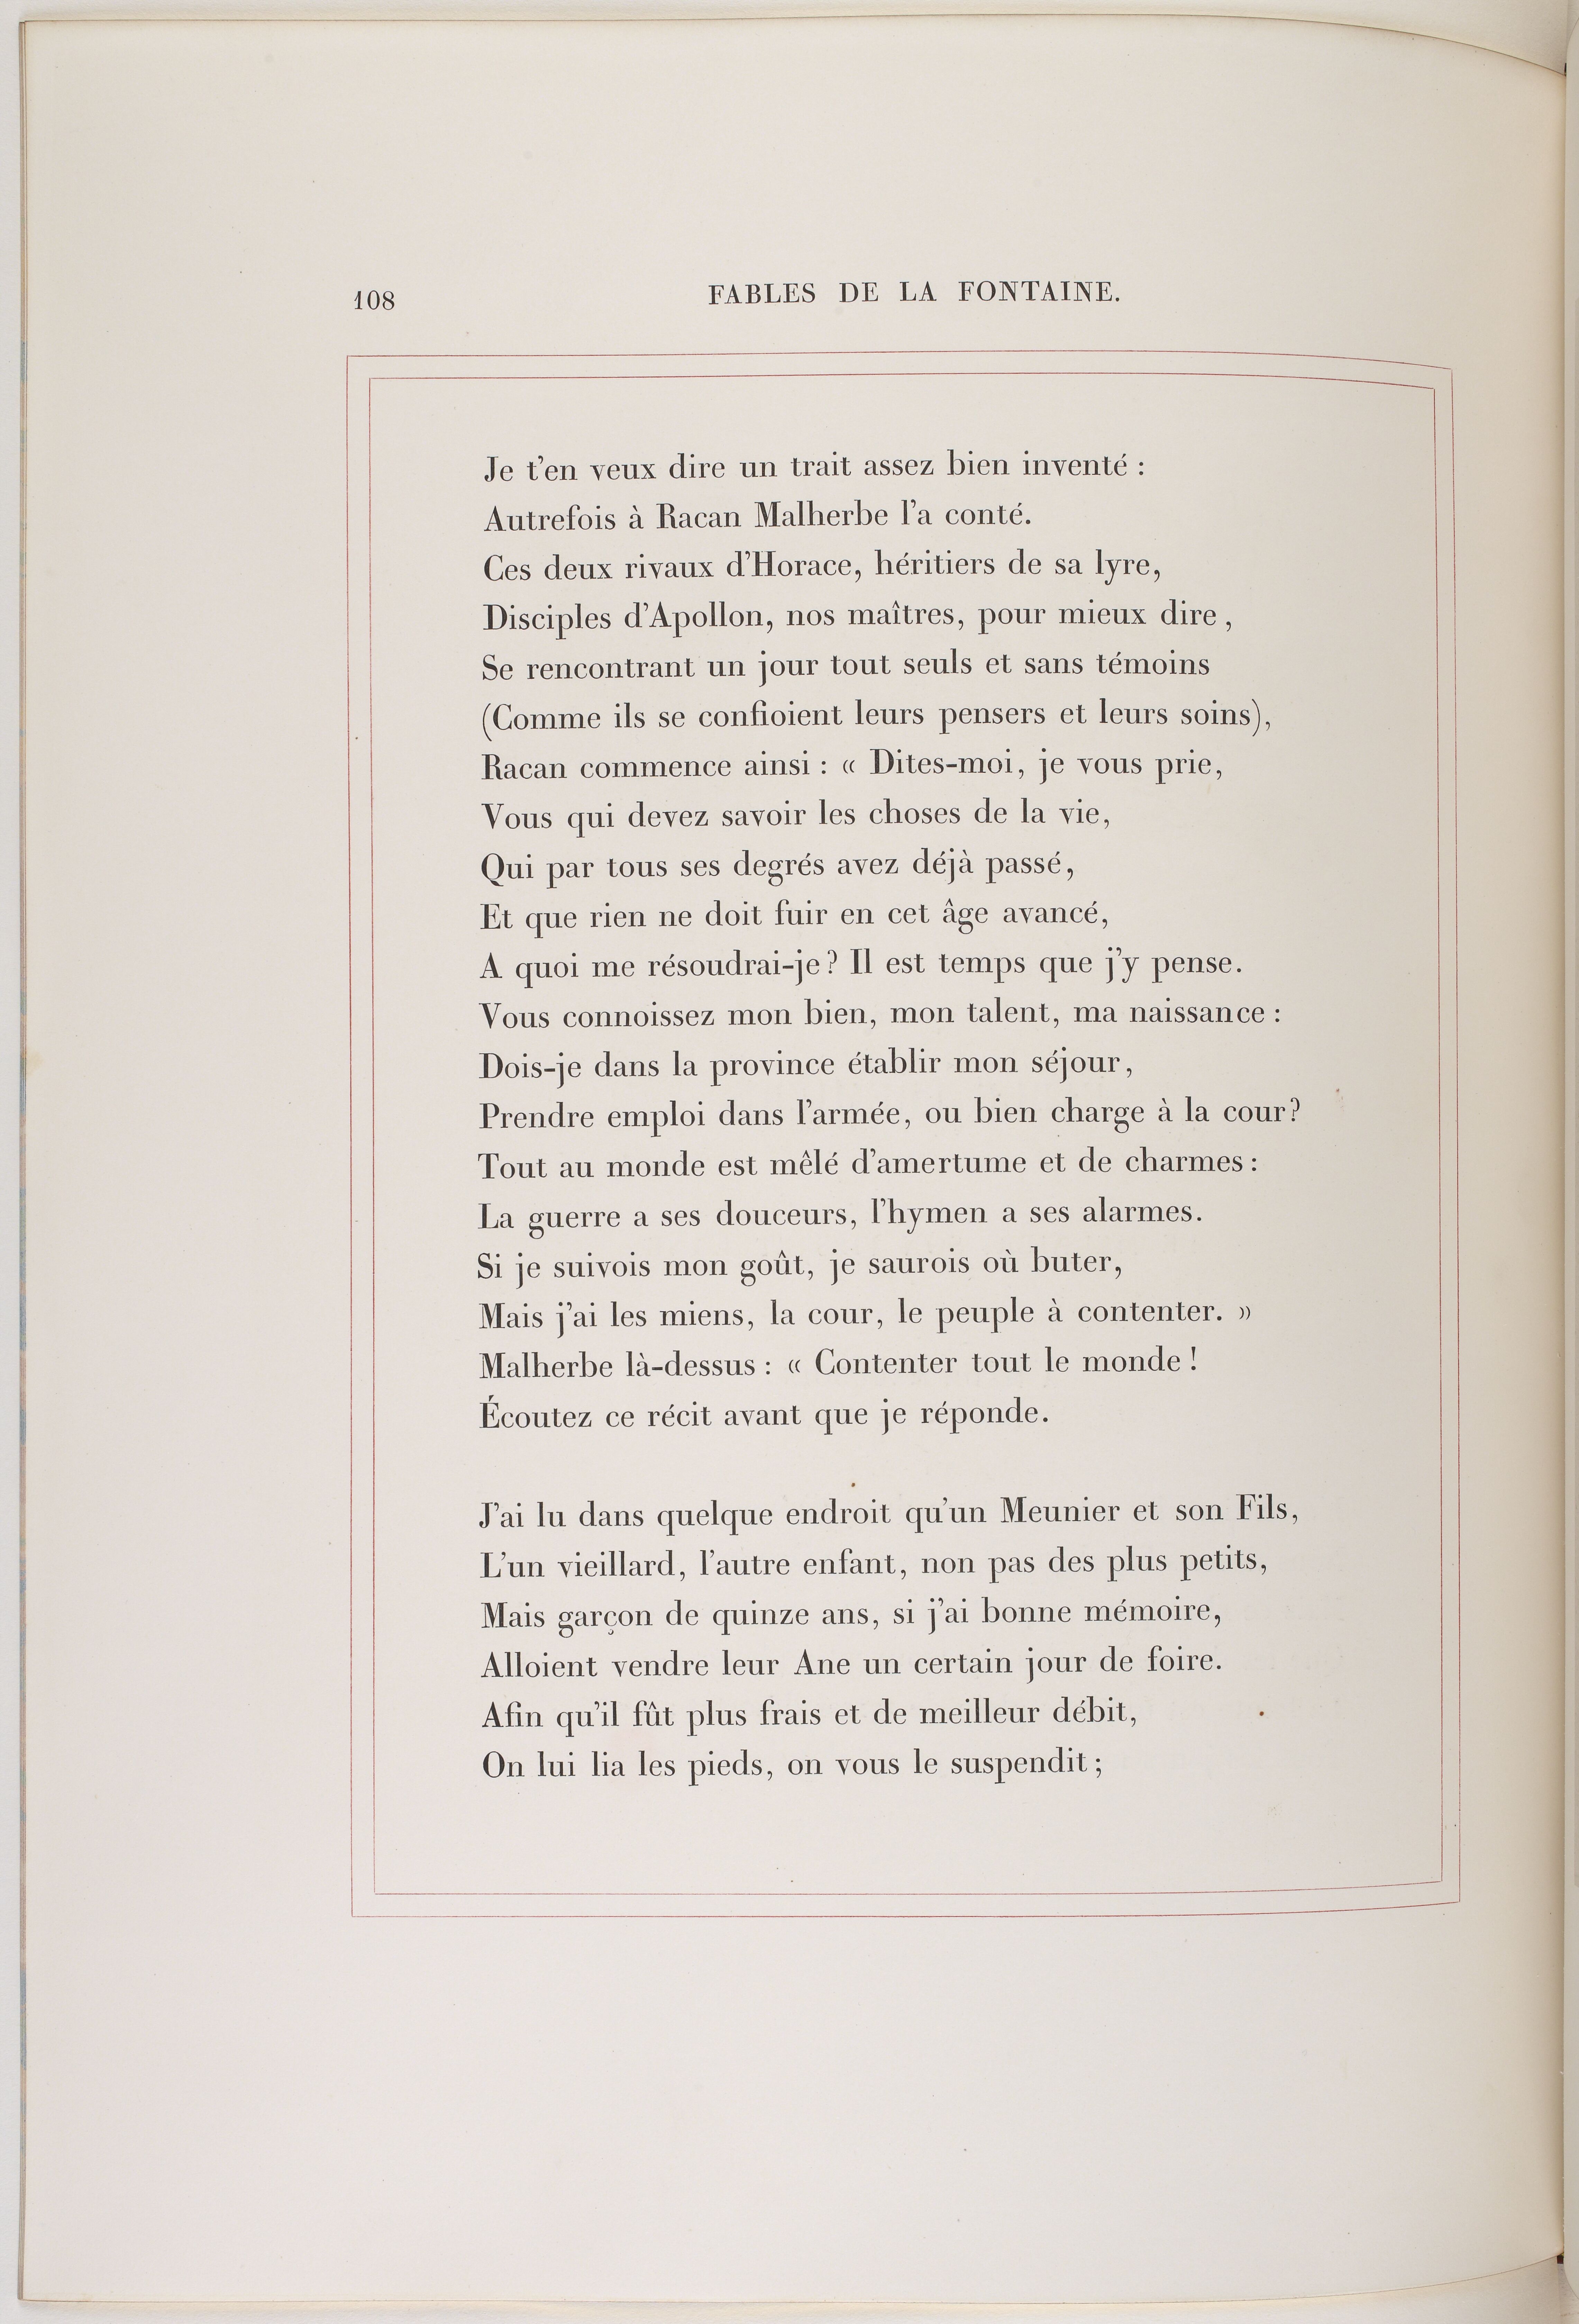 108
FABLES DE LA FONTAINE.
Je t'en veux dire un trait assez bien inventé :
Autrefois à Racan Malherbe l'a conté.
Ces deux rivaux d'Horace, héritiers de sa lyre,
Disciples d'Apollon, nos maîtres, pour mieux dire,
Se rencontrant un jour tout seuls et sans témoins
(Comme ils se confioient leurs pensers et leurs soins),
Racan commence ainsi : « Dites-moi, je vous prie,
Vous qui devez savoir les choses de la vie,
Qui par tous ses degrés avez déjà passé,
Et que rien ne doit fuir en cet âge avancé,
A quoi me résoudrai-je? Il est temps que j'y pense.
Vous connoissez mon bien, mon talent, ma naissance :
Dois-je dans la province établir mon séjour,
Prendre emploi dans l'armée, ou bien charge à la cour?
Tout au monde est mêlé d'amertume et de charmes :
La guerre a ses douceurs, l'hymen a ses alarmes.
Si je suivois mon goût, je saurois où buter,
Mais j'ai les miens, la cour, le peuple à contenter. »
Malherbe là-dessus : « Contenter tout le monde !
Écoutez ce récit avant que je réponde.
J'ai lu dans quelque endroit qu'un Meunier et son Fils,
L'un vieillard, l'autre enfant, non pas des plus petits,
Mais garçon de quinze ans, si j'ai bonne mémoire,
Alloient vendre leur Ane un certain jour de foire.
Afin qu'il fût plus frais et de meilleur débit,
On lui lia les pieds, on vous le suspendit ;